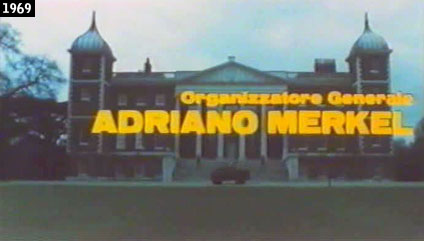 1969
Organizzatore Generale
ADRIANO MERKEL